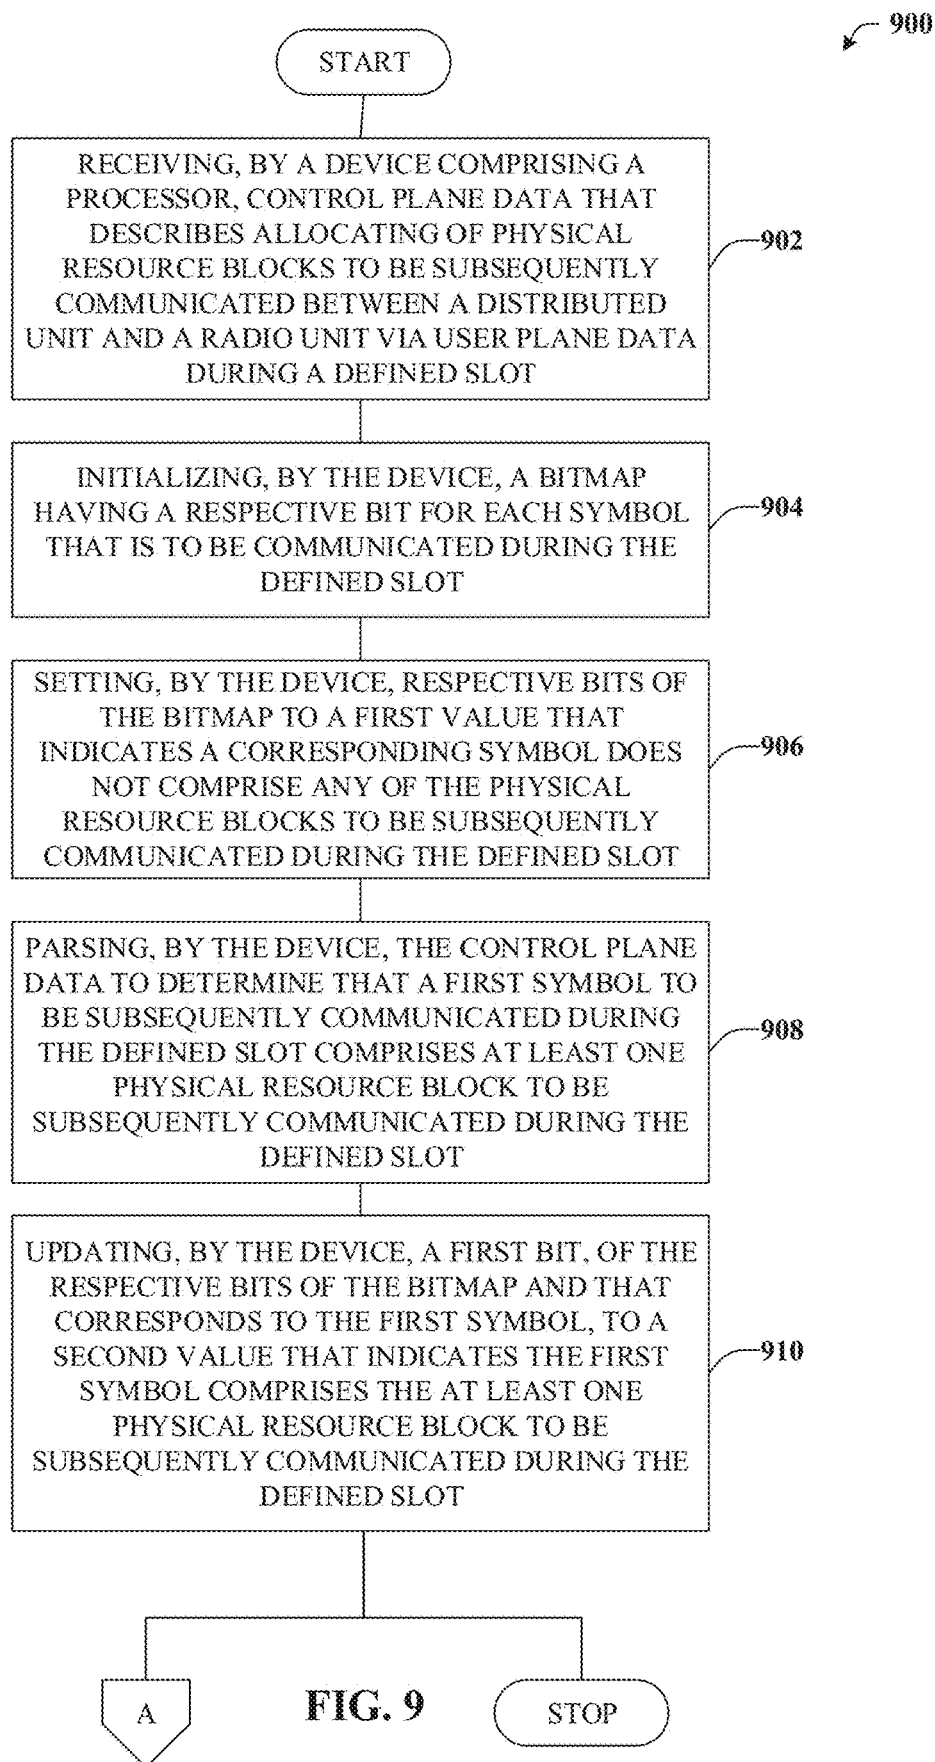 900
START
RECEIVING, BY A DEVICE COMPRISING A
PROCESSOR, CONTROL PLANE DATA THAT
DESCRIBES ALLOCATING OF PHYSICAL
RESOURCE BLOCKS TO BE SUBSEQUENTLY
COMMUNICATED BETWEEN A DISTRIBUTED
UNIT AND A RADIO UNIT VIA USER PLANE DATA
DURING A DEFINED SLOT
902
INITIALIZING, BY THE DEVICE, A BITMAP
HAVING A RESPECTIVE BIT FOR EACH SYMBOL
THAT IS TO BE COMMUNICATED DURING THE
DEFINED SLOT
904
SETTING, BY THE DEVICE, RESPECTIVE BITS OF
THE BITMAP TO A FIRST VALUE THAT
INDICATES A CORRESPONDING SYMBOL DOES
NOT COMPRISE ANY OF THE PHYSICAL
RESOURCE BLOCKS TO BE SUBSEQUENTLY
COMMUNICATED DURING THE DEFINED SLOT
906
PARSING, BY THE DEVICE, THE CONTROL PLANE
DATA TO DETERMINE THAT A FIRST SYMBOL TO
BE SUBSEQUENTLY COMMUNICATED DURING
THE DEFINED SLOT COMPRISES AT LEAST ONE
PHYSICAL RESOURCE BLOCK TO BE
SUBSEQUENTLY COMMUNICATED DURING THE
DEFINED SLOT
908
UPDATING, BY THE DEVICE, A FIRST BIT, OF THE
RESPECTIVE BITS OF THE BITMAP AND THAT
CORRESPONDS TO THE FIRST SYMBOL, TO A
SECOND VALUE THAT INDICATES THE FIRST
SYMBOL COMPRISES THE AT LEAST ONE
PHYSICAL RESOURCE BLOCK TO BE
SUBSEQUENTLY COMMUNICATED DURING THE
DEFINED SLOT
910
A
FIG. 9
STOP